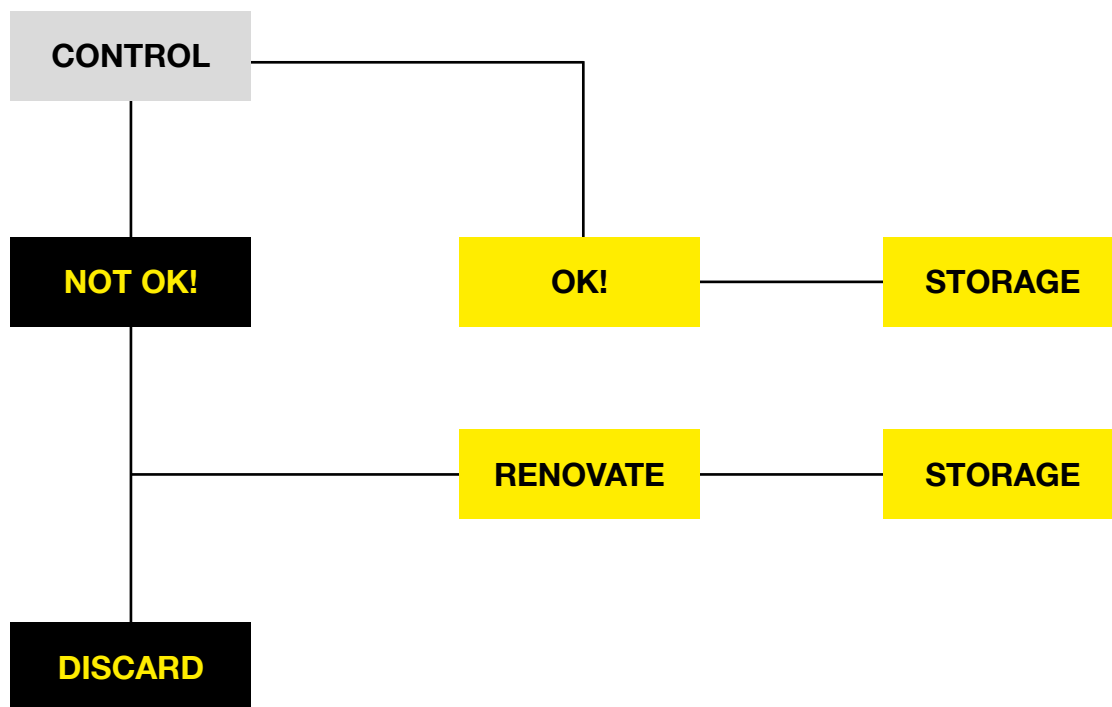 CONTROL
NOT OK!
OK!
STORAGE
RENOVATE
STORAGE
DISCARD